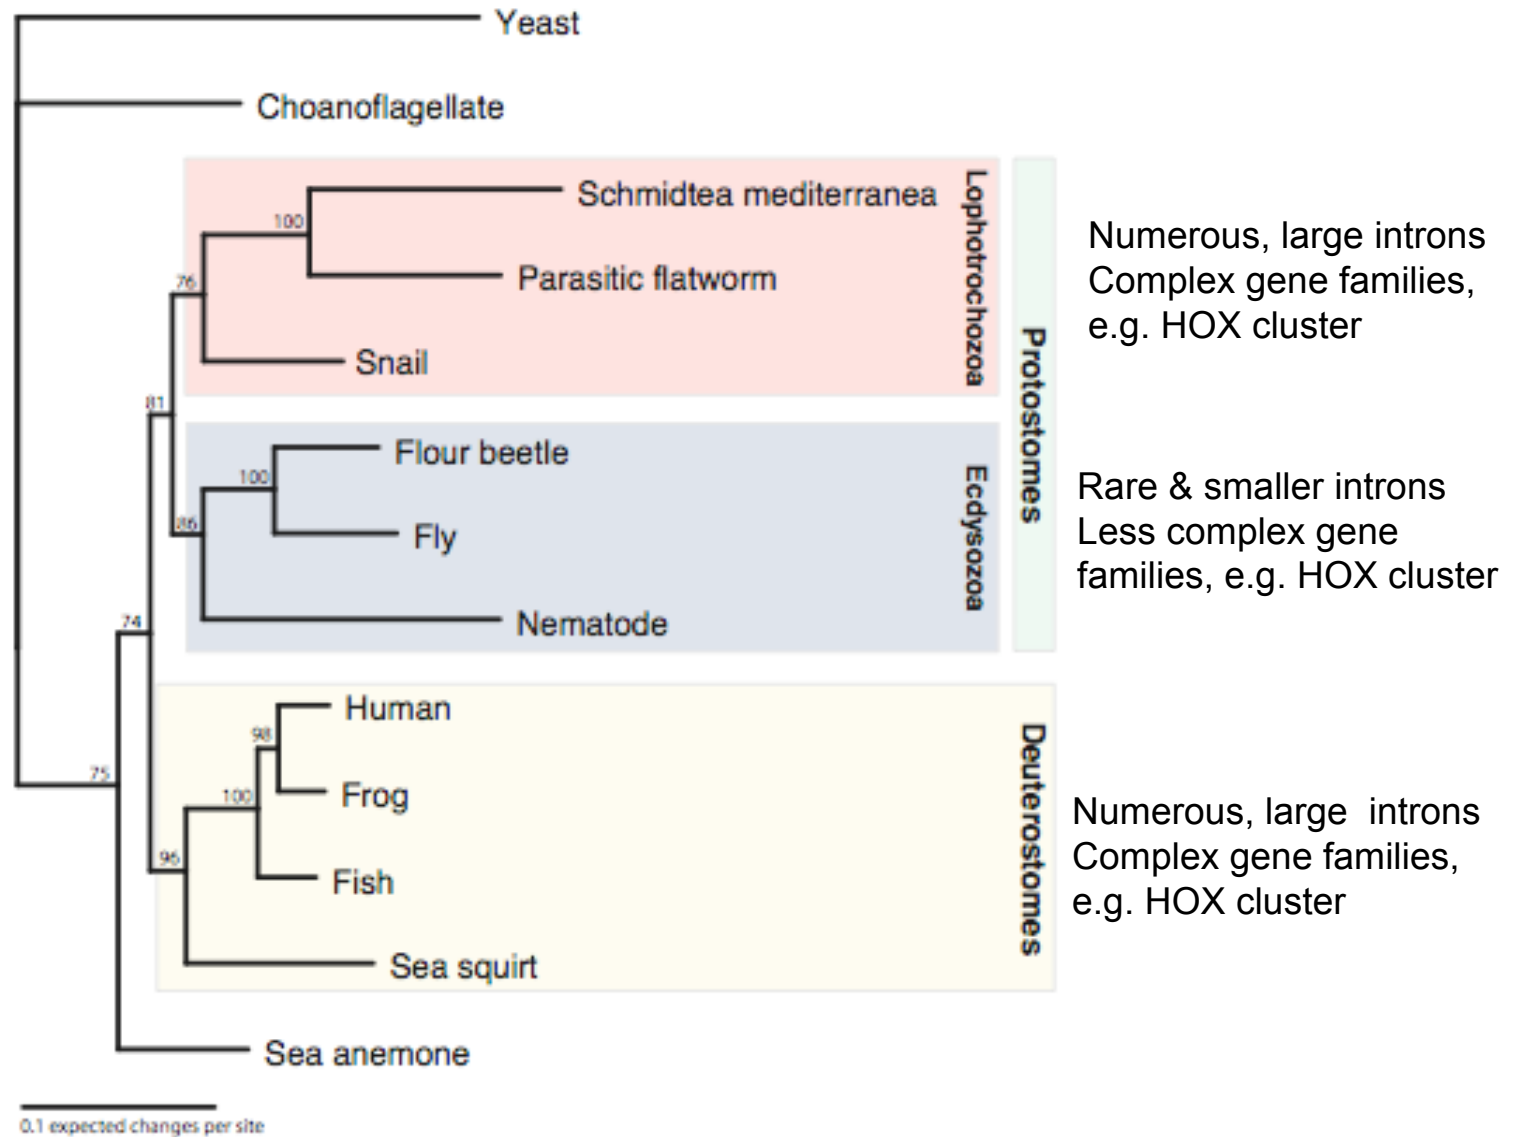 Yeast
Choanoflagellate
Schmidtea mediterranea
100
Parasitic flatworm
76
Snail
Lophotrochozoa
Numerous, large introns
Complex gene families,
e.g. HOX cluster
Protostomes
81
Flour beetle
100
Fly
86
Nematode
Ecdysozoa
Rare & smaller introns
Less complex gene
families, e.g. HOX cluster
74
Human
98
Frog
100
Fish
96
Sea squirt
Deuterostomes
Numerous, large introns
Complex gene families,
e.g. HOX cluster
75
Sea anemone
0.1 expected changes per site